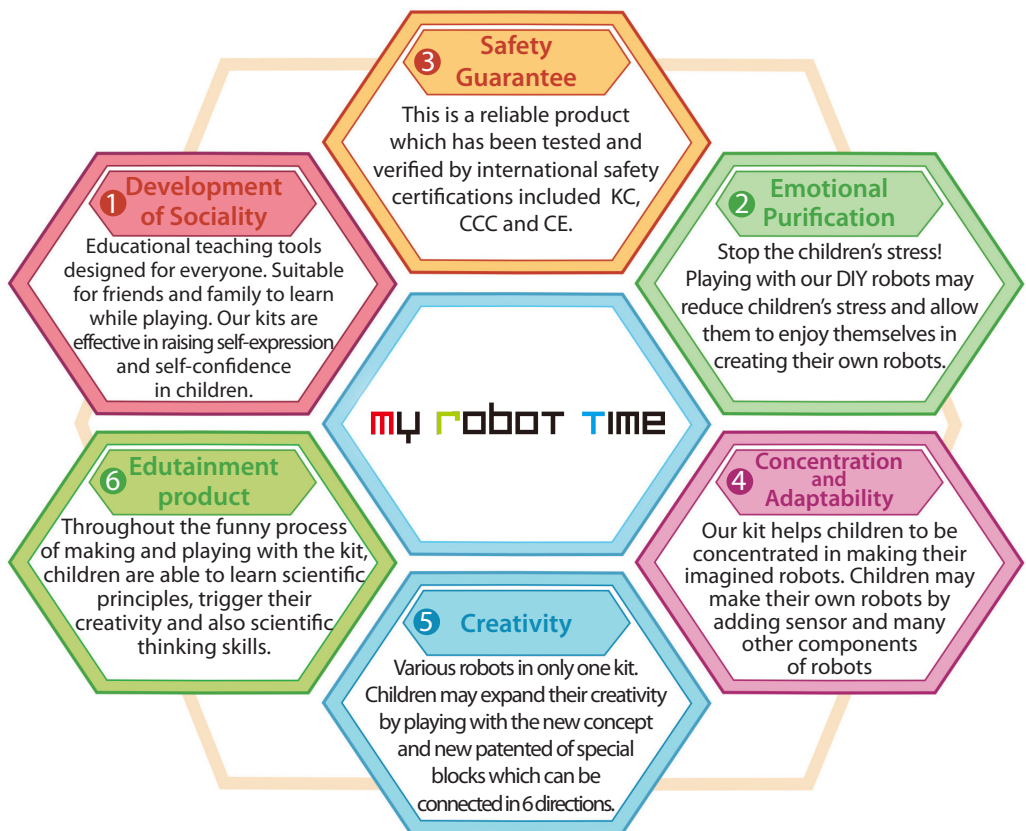 3
Safety
Guarantee
This is a reliable product
which has been tested and
verified by international safety
certifications included KC,
CCC and CE.
1
Development
of Sociality
Educational teaching tools
designed for everyone. Suitable
for friends and family to learn
while playing. Our kits are
effective in raising self-expression
and self-confidence
in children.
2
Emotional
Purification
Stop the children’s stress!
Playing with our DIY robots may
reduce children’s stress and allow
them to enjoy themselves in
creating their own robots.
my robot time
6
Edutainment
product
Throughout the funny process
of making and playing with the kit,
children are able to learn scientific
principles, trigger their
creativity and also scientific
thinking skills.
4
Concentration
and
Adaptability
Our kit helps children to be
concentrated in making their
imagined robots. Children may
make their own robots by
adding sensor and many
other components
of robots
5
Creativity
Various robots in only one kit.
Children may expand their creativity
by playing with the new concept
and new patented of special
blocks which can be
connected in 6 directions.